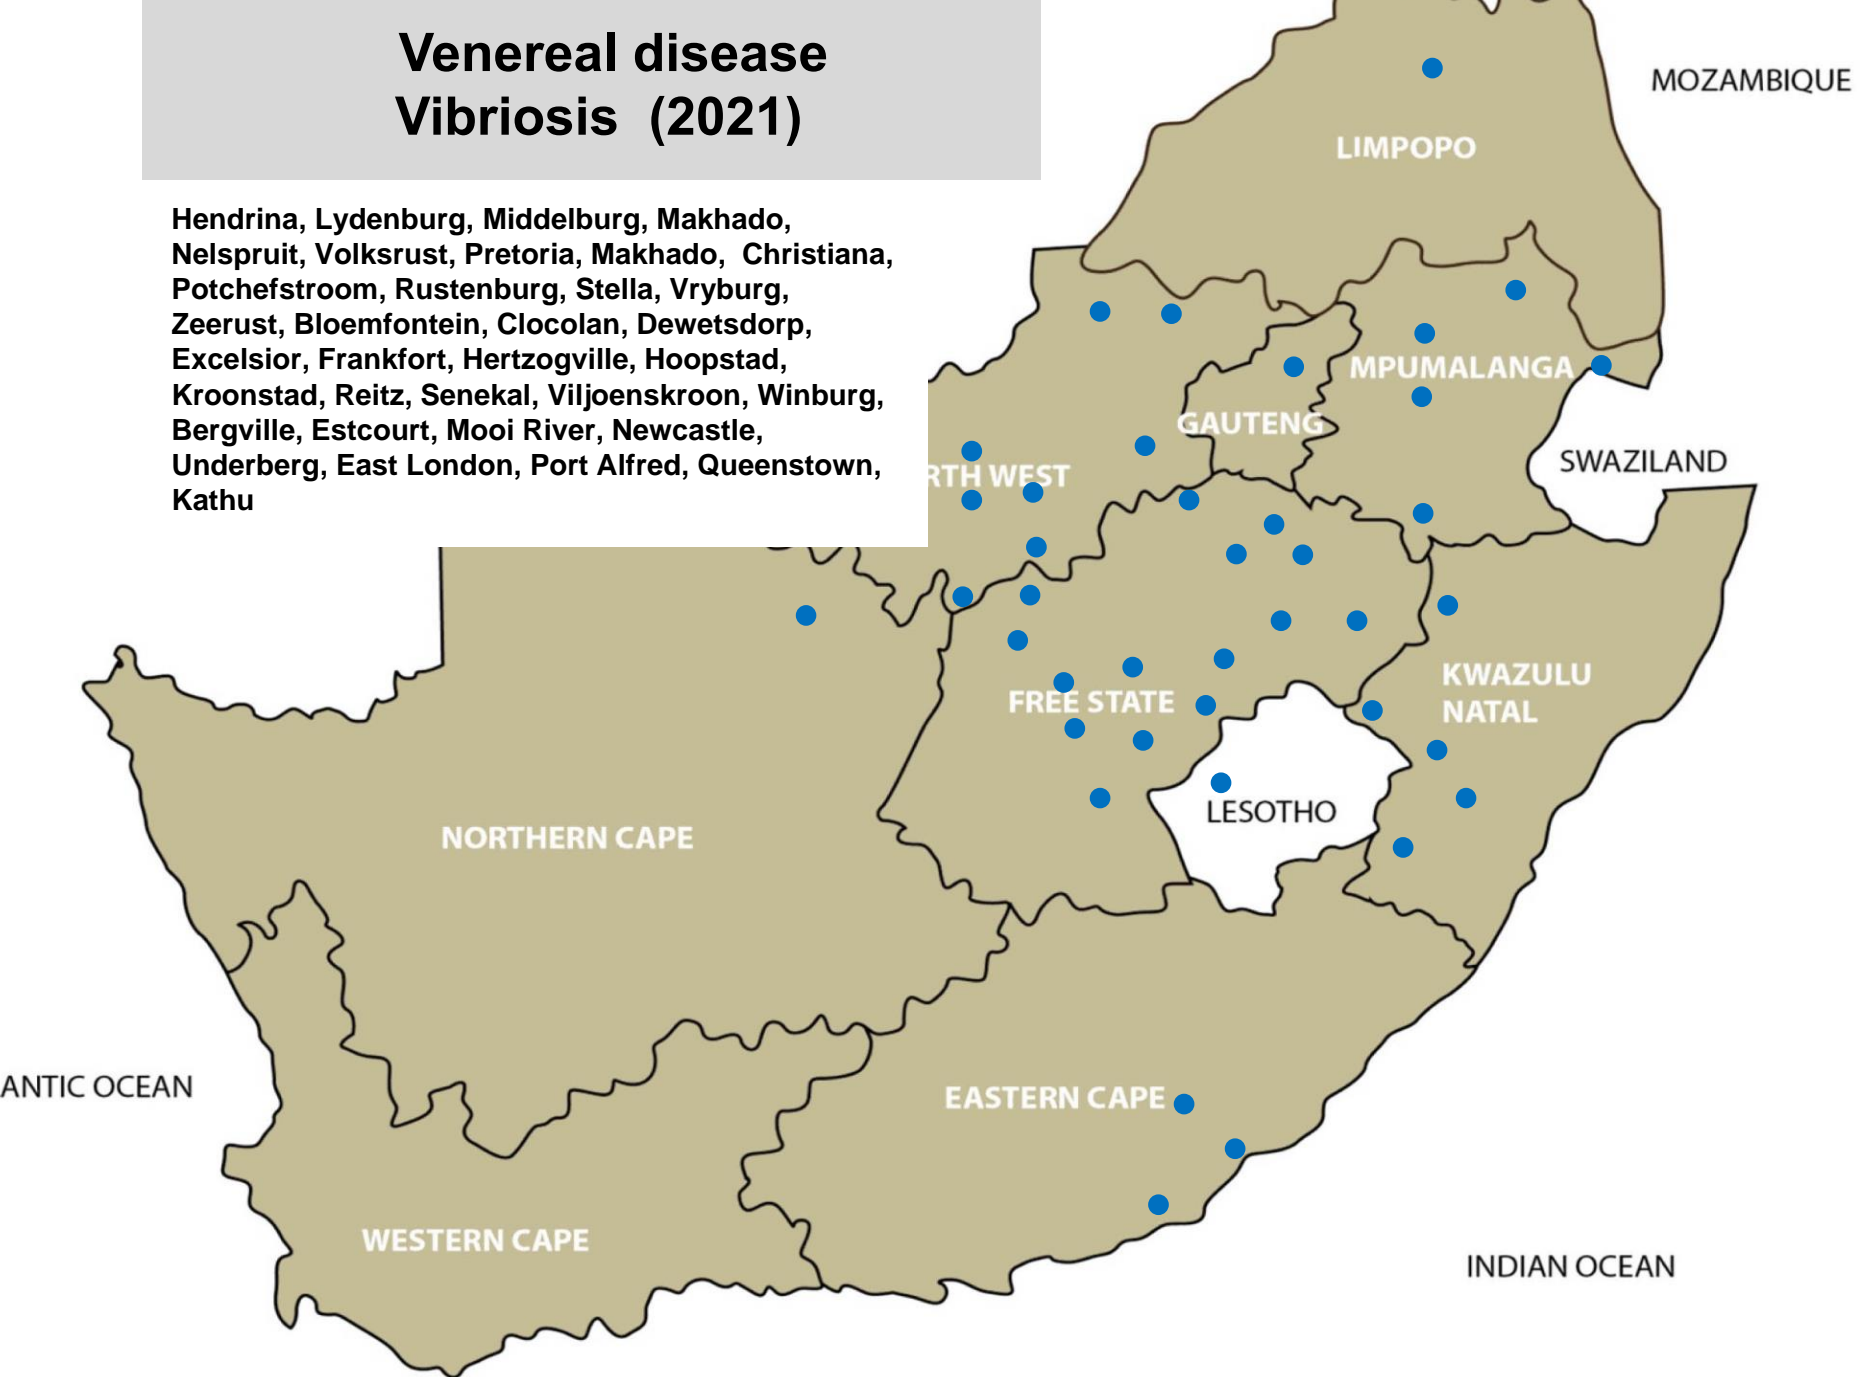 Venereal disease
Vibriosis (2021)
Hendrina, Lydenburg, Middelburg, Makhado,
Nelspruit, Volksrust, Pretoria, Makhado, Christiana,
Potchefstroom, Rustenburg, Stella, Vryburg,
Zeerust, Bloemfontein, Clocolan, Dewetsdorp,
Excelsior, Frankfort, Hertzogville, Hoopstad,
Kroonstad, Reitz, Senekal, Viljoenskroon, Winburg,
Bergville, Estcourt, Mooi River, Newcastle,
Underberg, East London, Port Alfred, Queenstown,
Kathu
MOZAMBIQUE
LIMPOPO
MPUMALANGA
GAUTENG
SWAZILAND
RTH WEST
KWAZULU
NATAL
FREE STATE
LESOTHO
NORTHERN CAPE
ANTIC OCEAN
EASTERN CAPE
WESTERN CAPE
INDIAN OCEAN